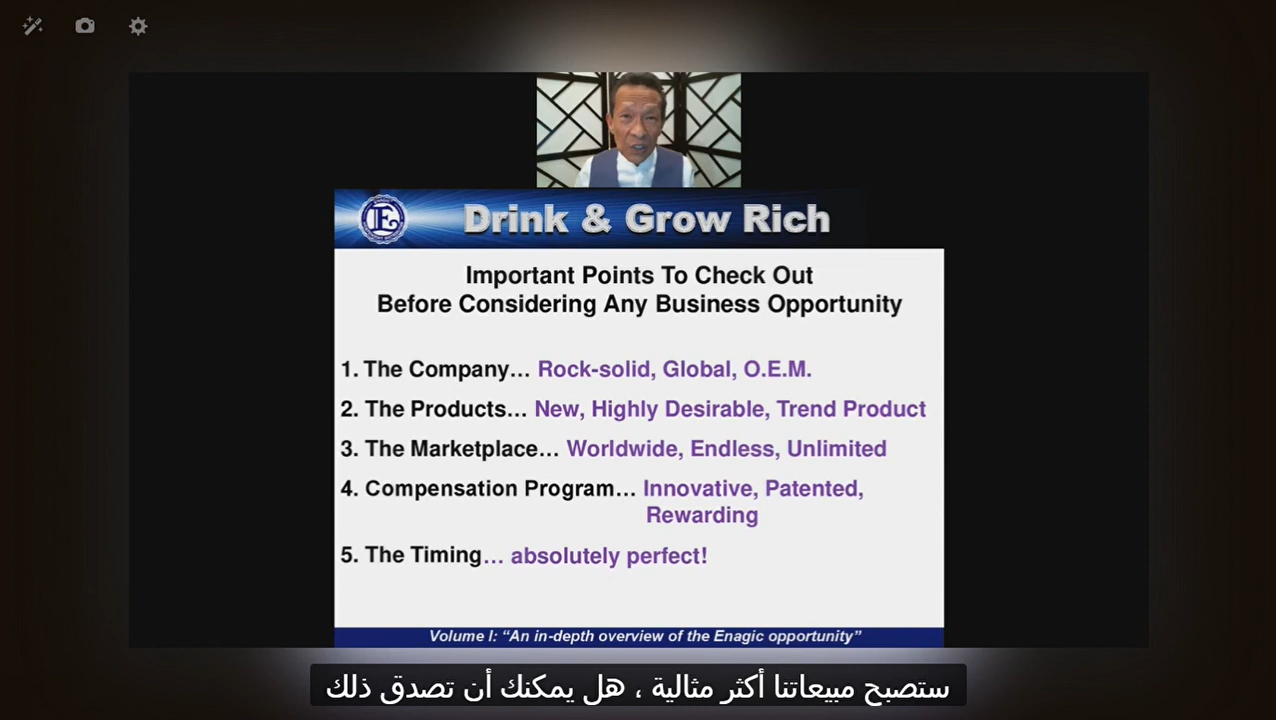 Drink & Grow Rich
Important Points To Check Out
Before Considering Any Business Opportunity
1. The Company... Rock-solid, Global, O.E.M.
2. The Products... New, Highly Desirable, Trend Product
3. The Marketplace... Worldwide, Endless, Unlimited
4. Compensation Program... Innovative, Patented,
Rewarding
5. The Timing... absolutely perfect!
Volume I: “An in-depth overview of the Enagic opportunity”
ستصبح مبيعاتنا أكثر مثالية ، هل يمكنك أن تصدق ذلك